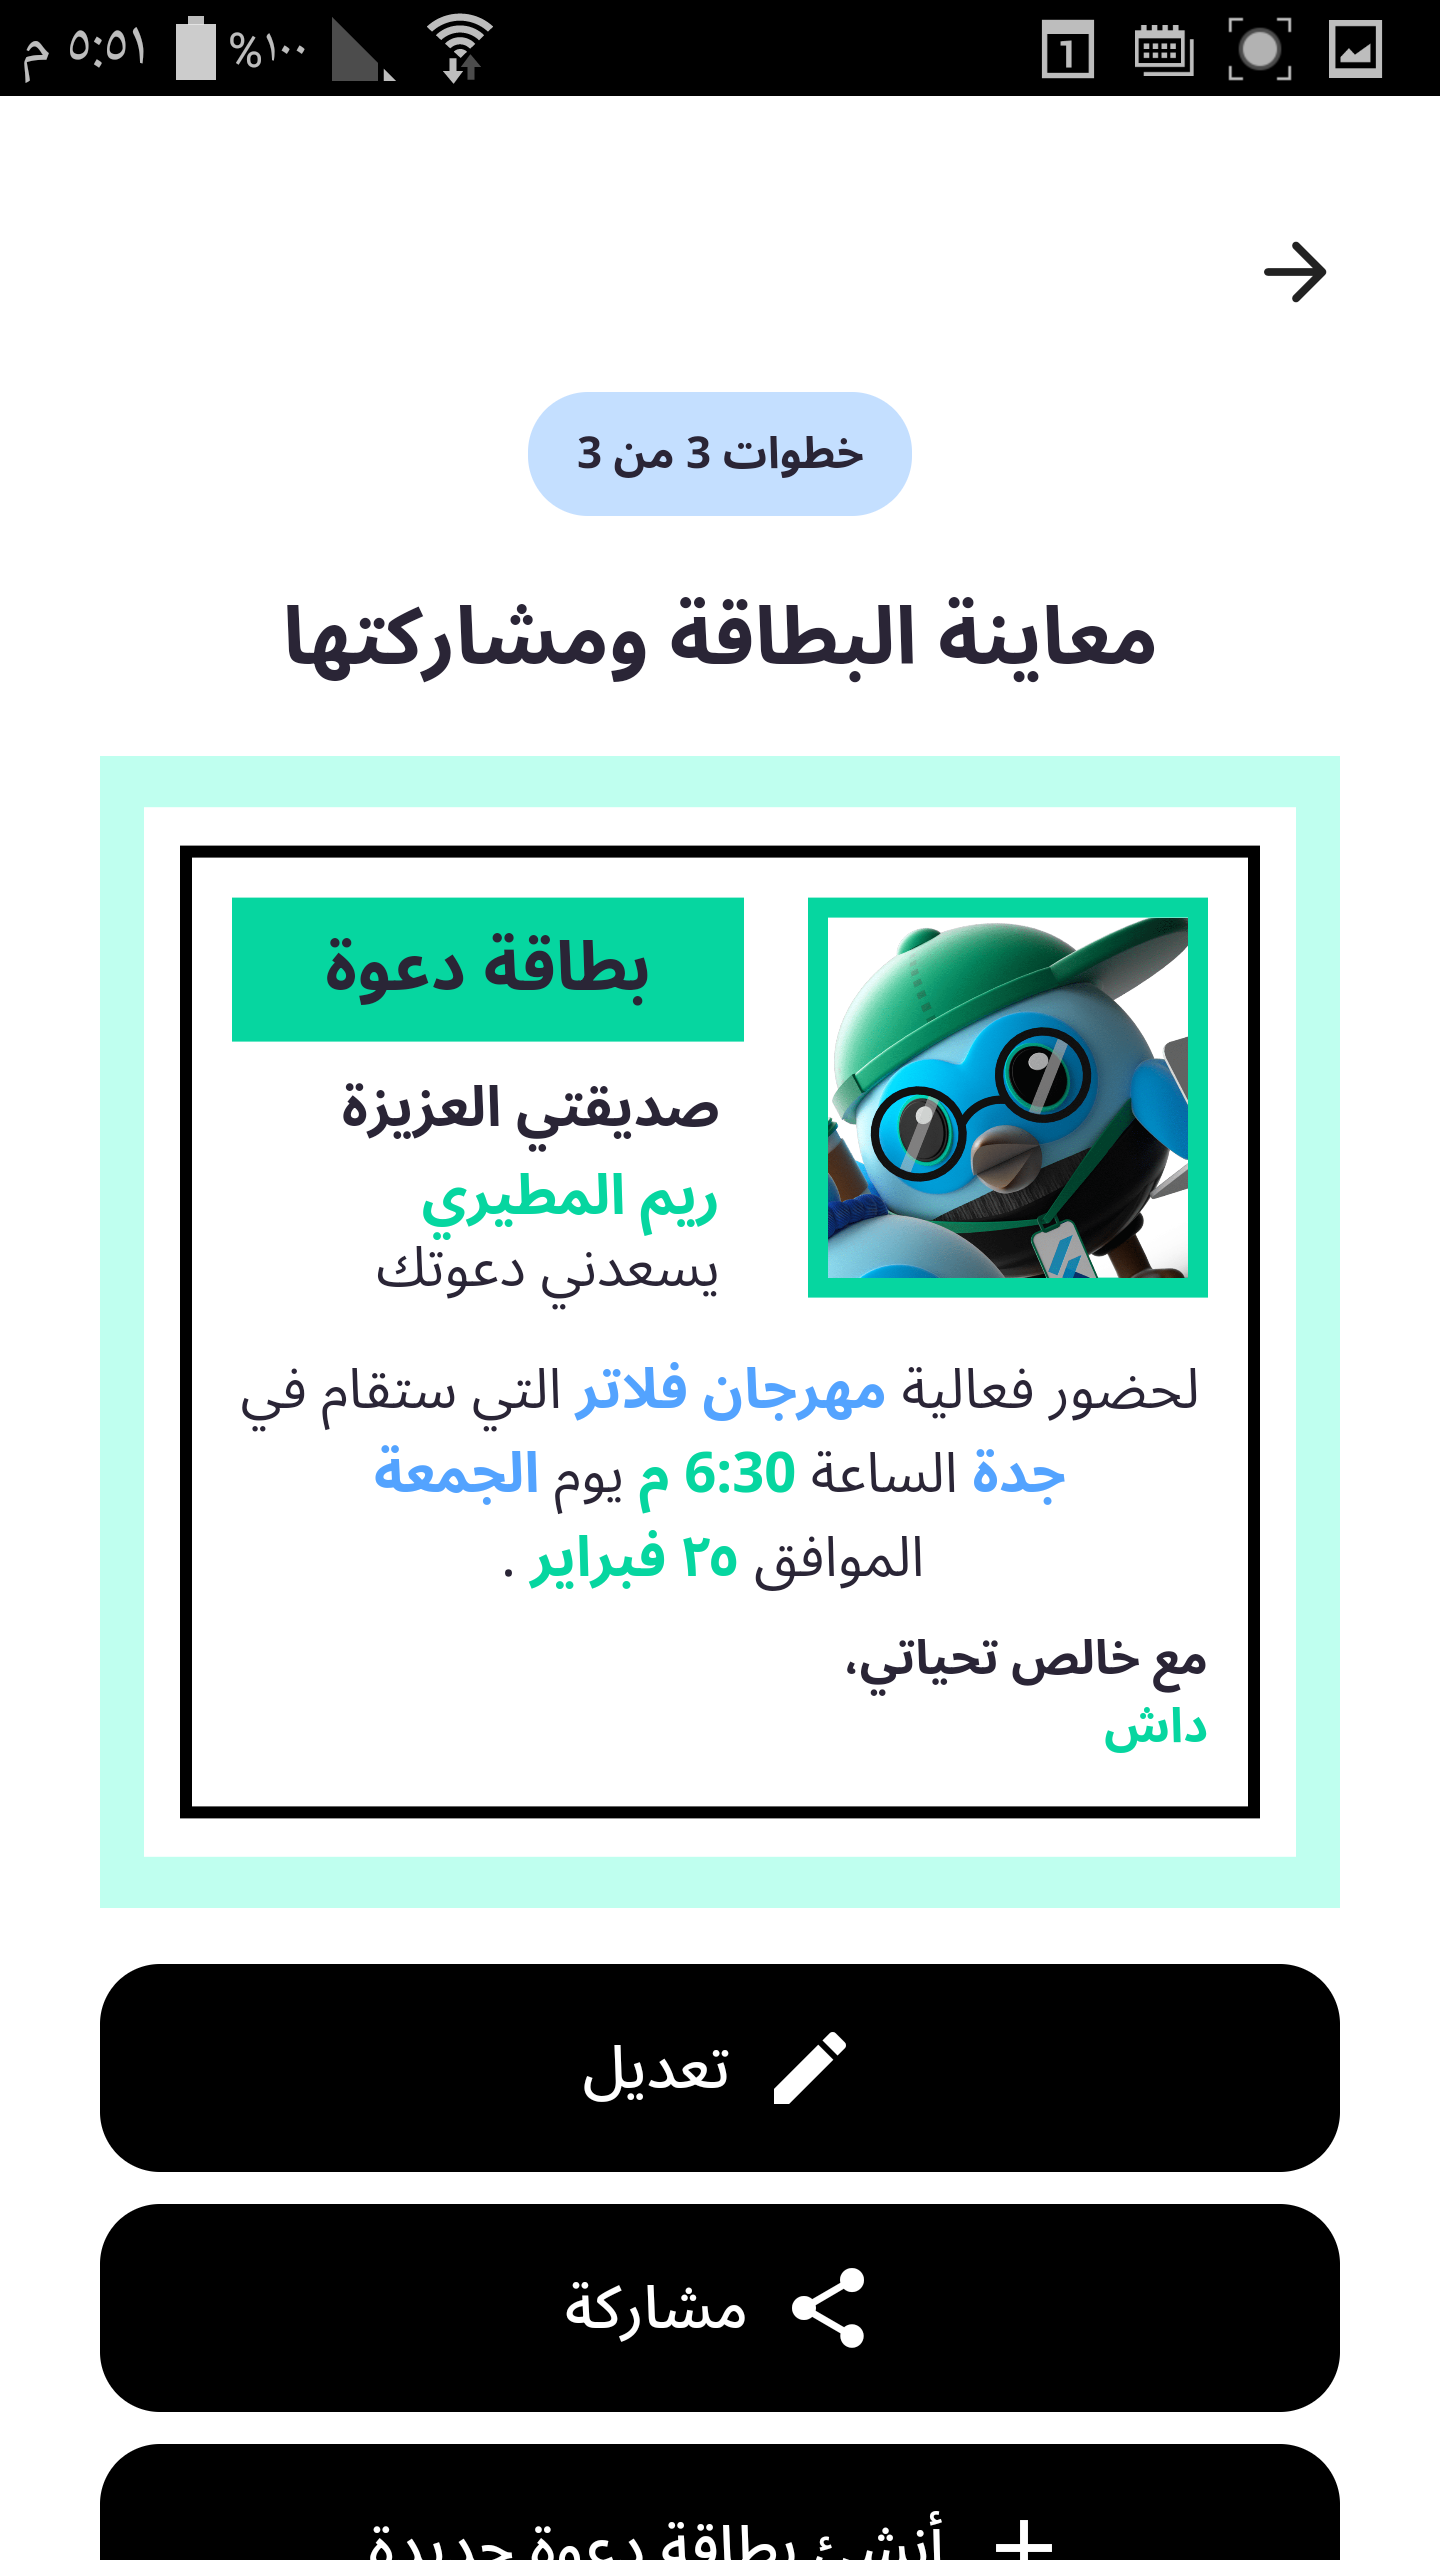 ٥:٥١ م
%١٠٠
1
خطوات 3 من 3
معاينة البطاقة ومشاركتها
بطاقة دعوة
صديقتي العزيزة
ريم المطيري
يسعدني دعوتك
لحضور فعالية مهرجان فلاتر التي ستقام في
جدة الساعة 6:30 م يوم الجمعة
الموافق ٢٥ فبراير .
مع خالص تحياتي،
داش
تعديل
مشاركة
أنشئ بطاقة دعوة جديدة